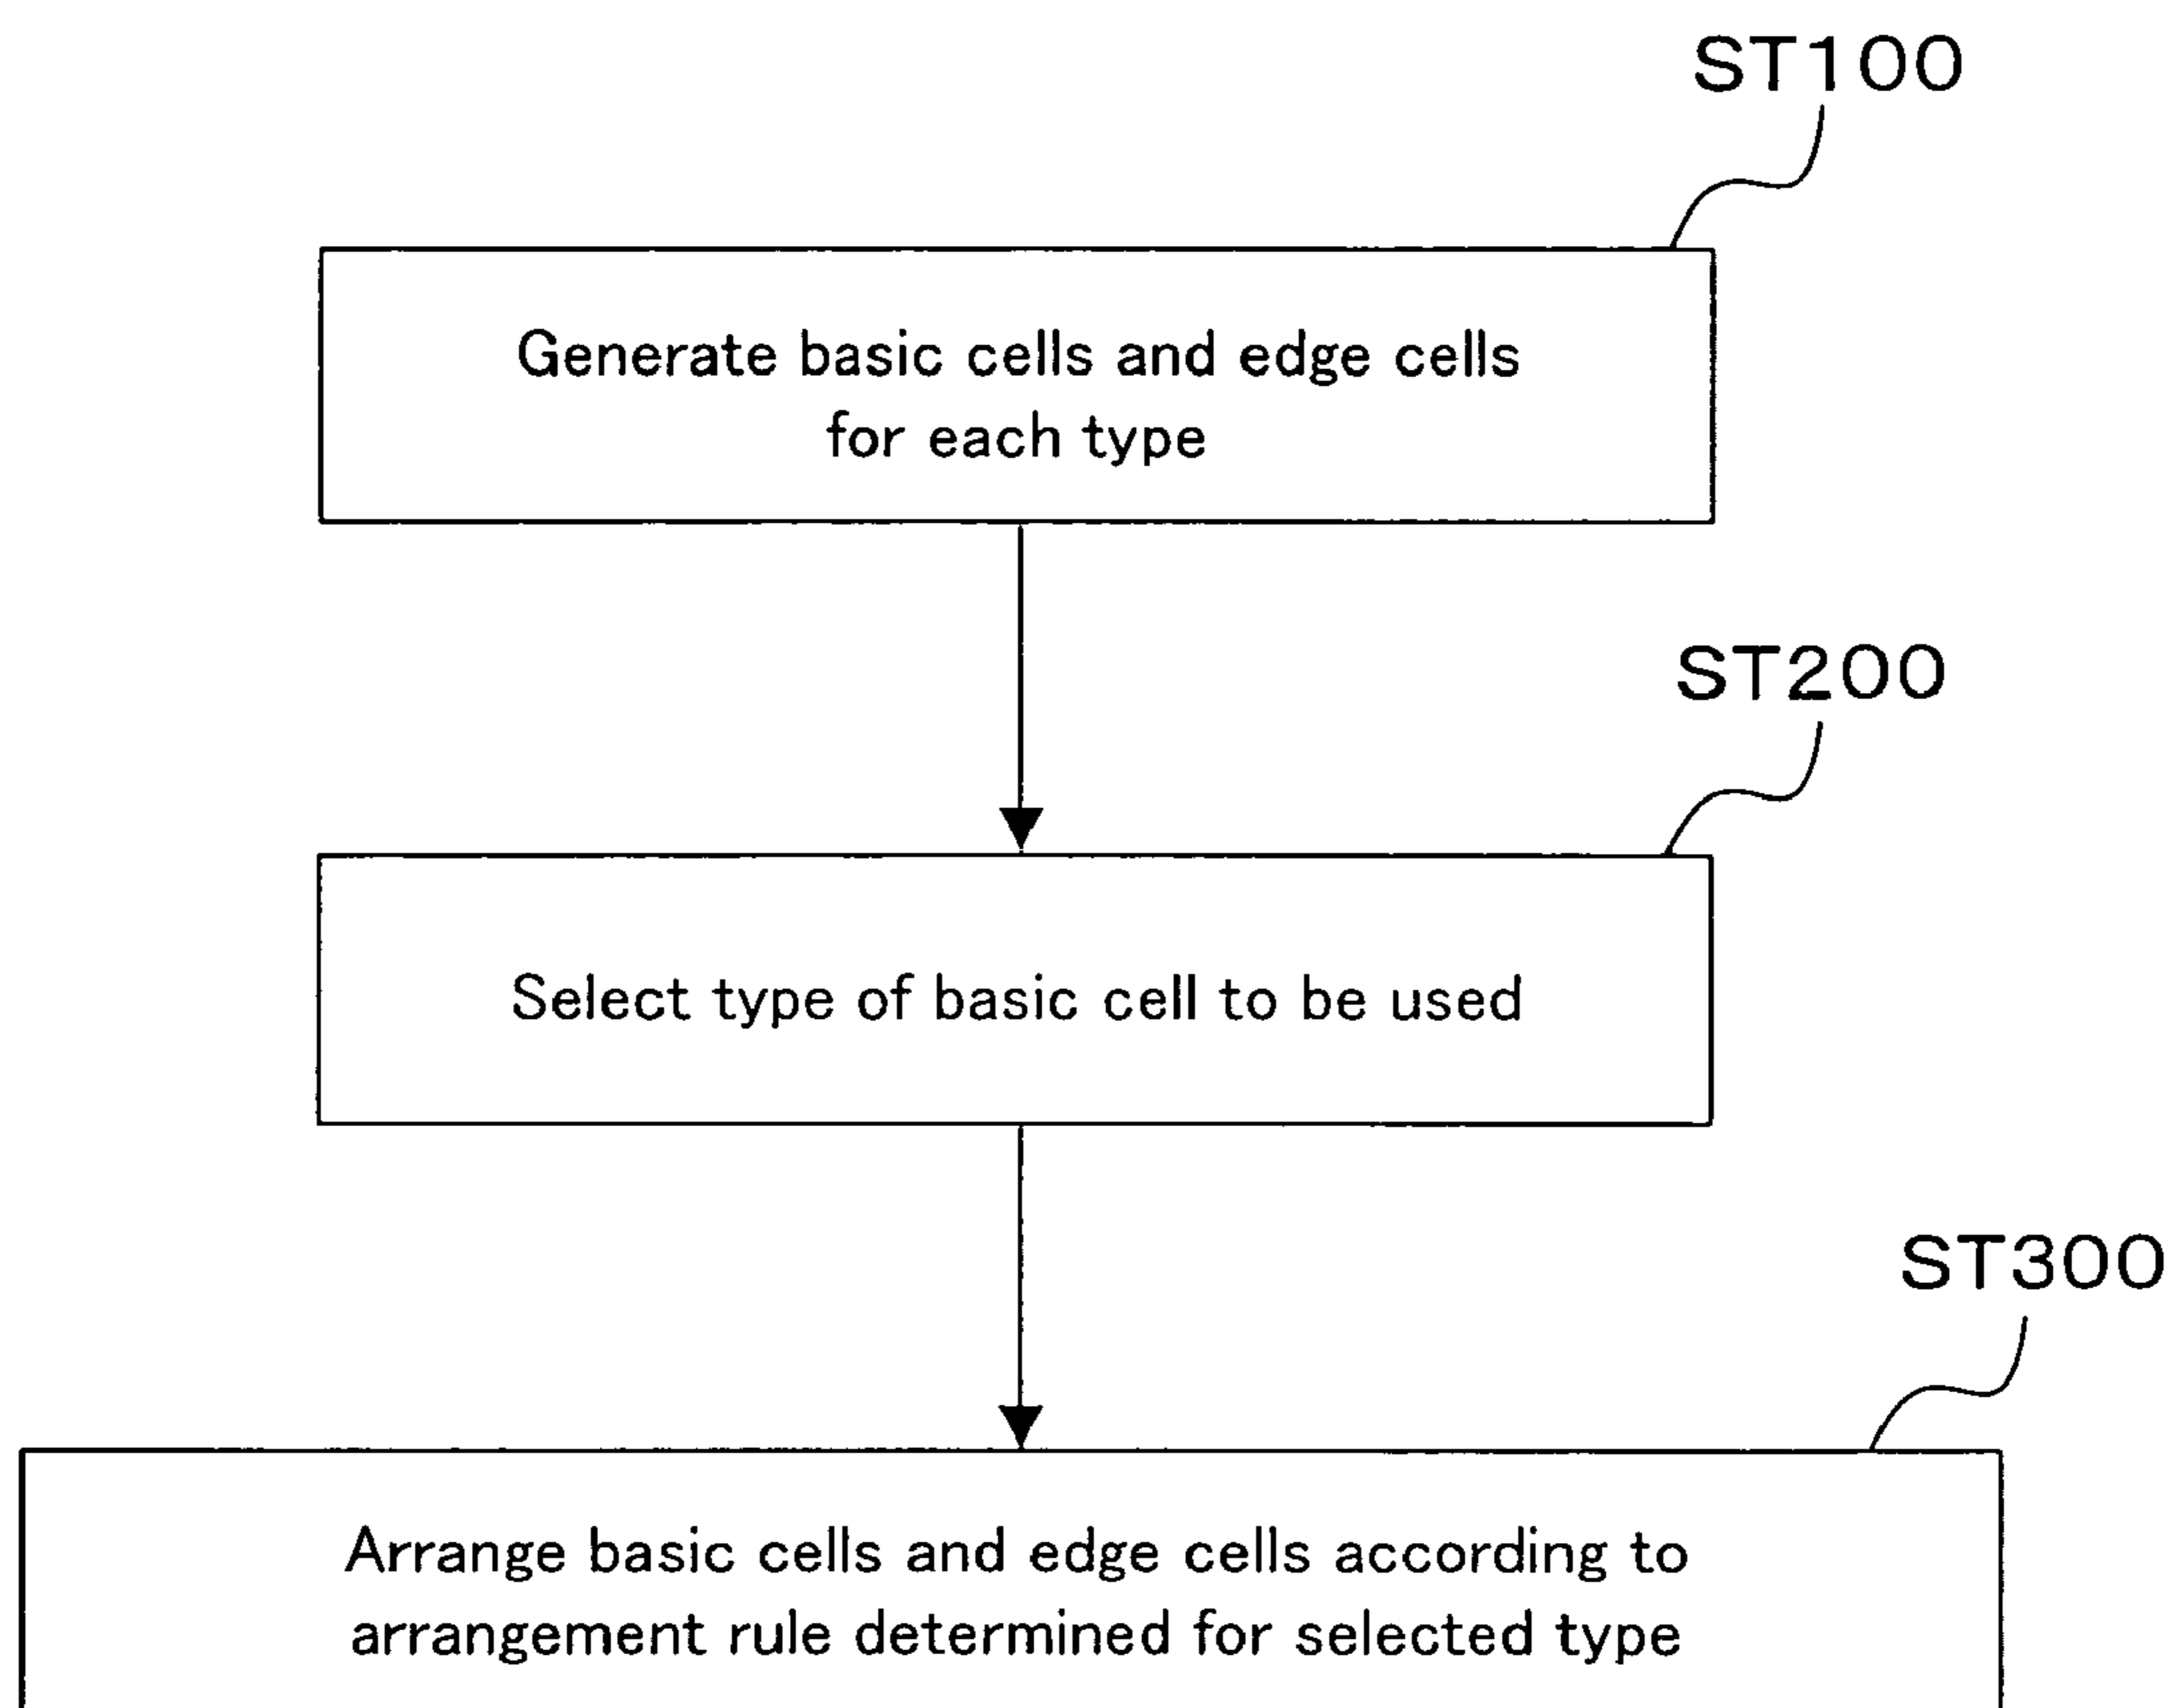 ST100
Generate basic cells and edge cells
for each type
ST200
Select type of basic cell to be used
ST300
Arrange basic cells and edge cells according to
arrangement rule determined for selected type